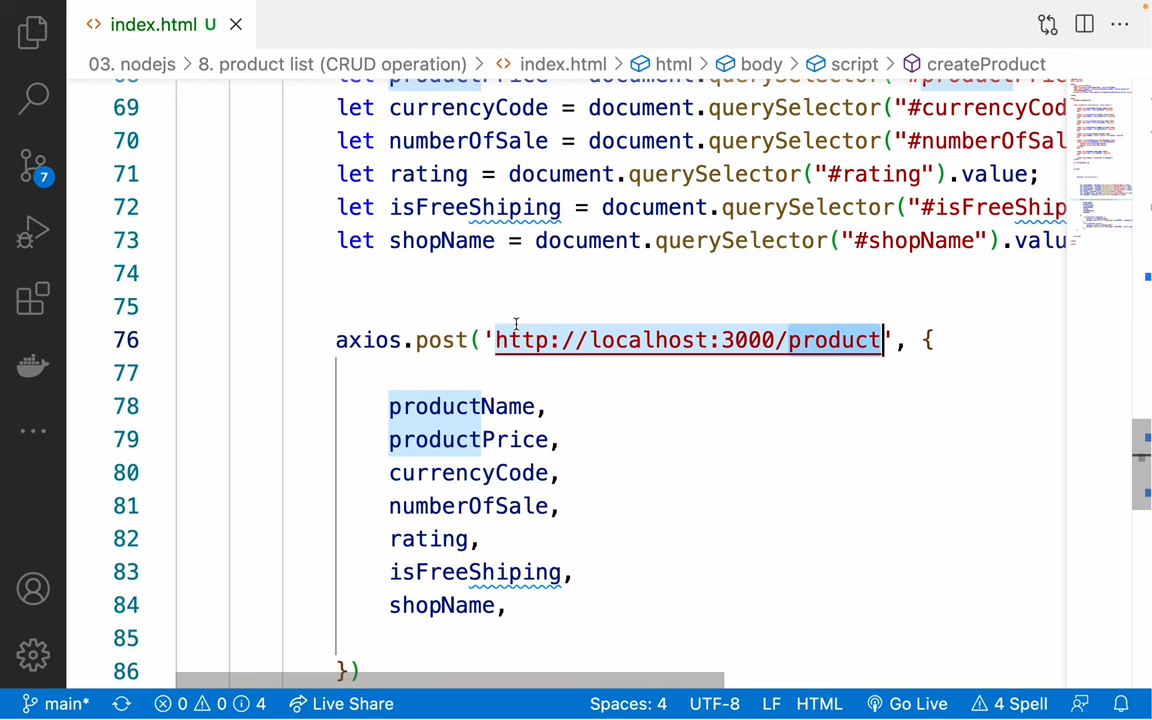 index.html U
03. nodejs > 8. product list (CRUD operation) > index.html > html > body > script > createProduct
69 let currencyCode = document.querySelector("#currencyCod
70 let numberOfSale = document.querySelector("#numberOfSal
71 let rating = document.querySelector("#rating").value;
72 let isFreeShiping = document.querySelector("#isFreeShip
73 let shopName = document.querySelector("#shopName").valu
74
75
76 axios.post('http://localhost:3000/product', {
77
78 productName,
79 productPrice,
80 currencyCode,
81 numberOfSale,
82 rating,
83 isFreeShiping,
84 shopName,
85
86 })
7
main* 0 0 4 Live Share Spaces: 4 UTF-8 LF HTML Go Live 4 Spell